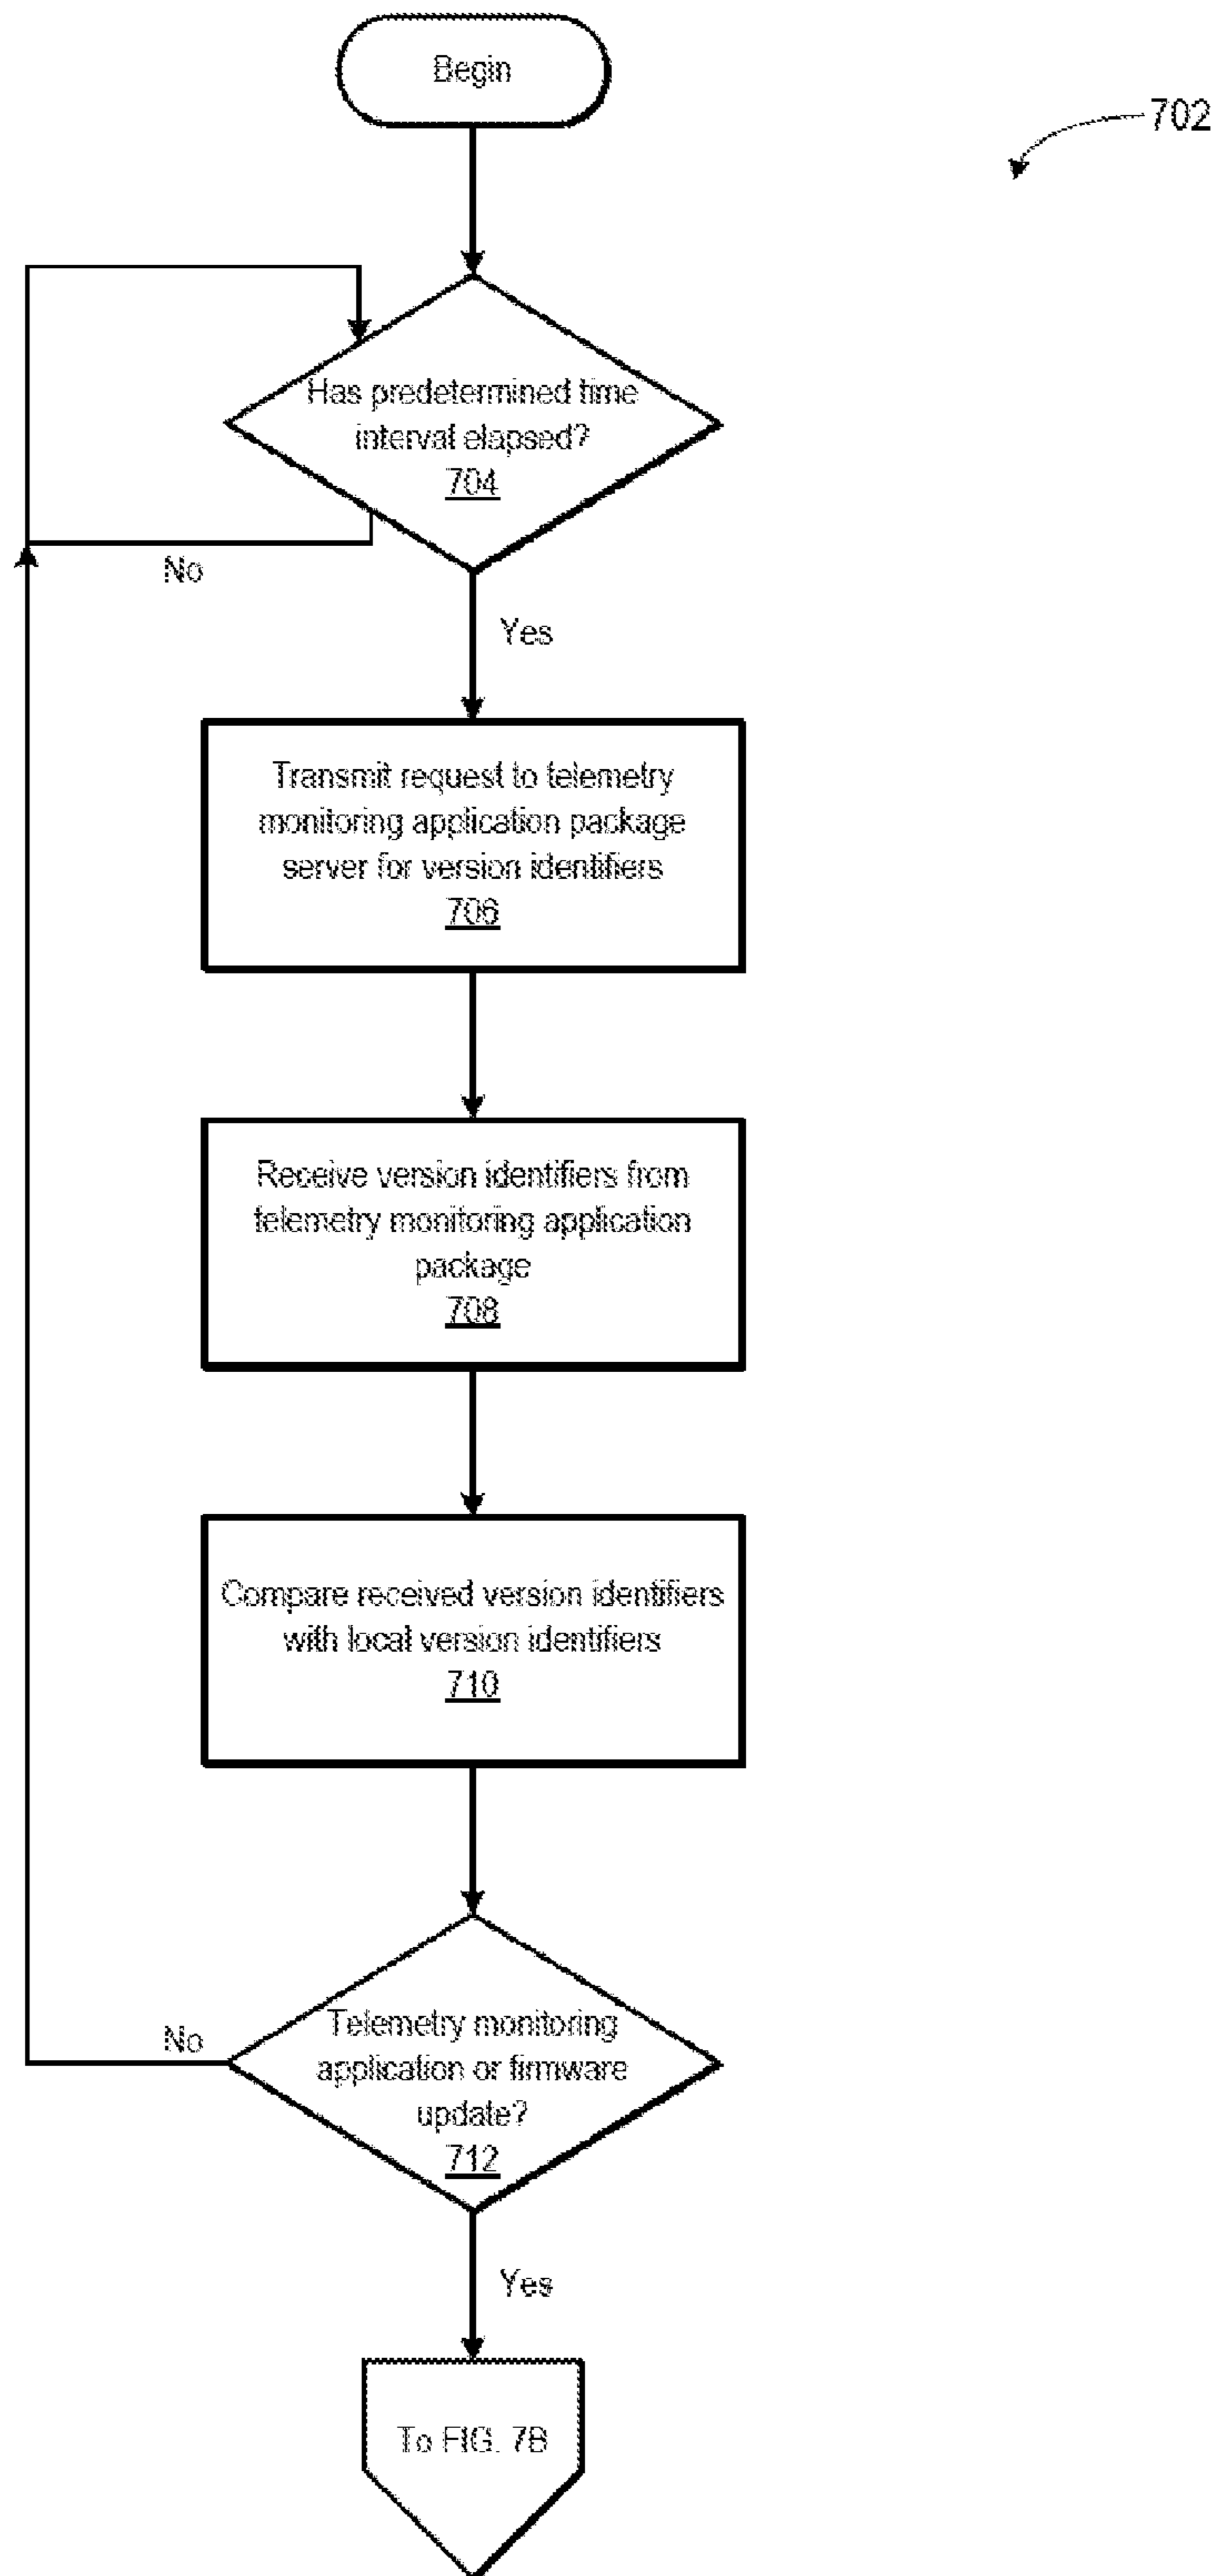 Begin
702
Has predetermined time
interval elapsed?
704
No
Yes
Transmit request to telemetry
monitoring application package
server for version identifiers
706
Receive version identifiers from
telemetry monitoring application
package
708
Compare received version identifiers
with local version identifiers
710
No
Telemetry monitoring
application or firmware
update?
712
Yes
To FIG. 7B